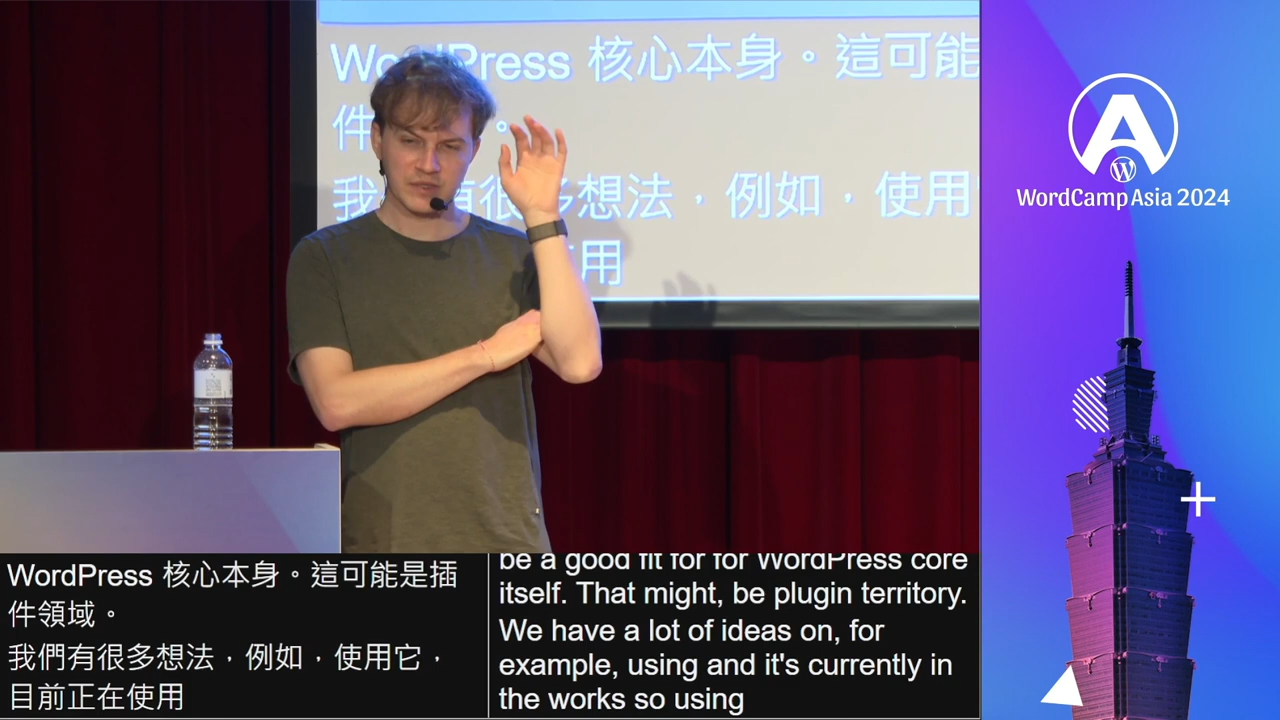 WordPress 核心本身。這可能
件
我 有很多想法，例如，使用
用
WordCamp Asia 2024
WordPress 核心本身。這可能是插
件領域。
我們有很多想法，例如，使用它，
目前正在使用
be a good fit for for WordPress core
itself. That might, be plugin territory.
We have a lot of ideas on, for
example, using and it's currently in
the works so using